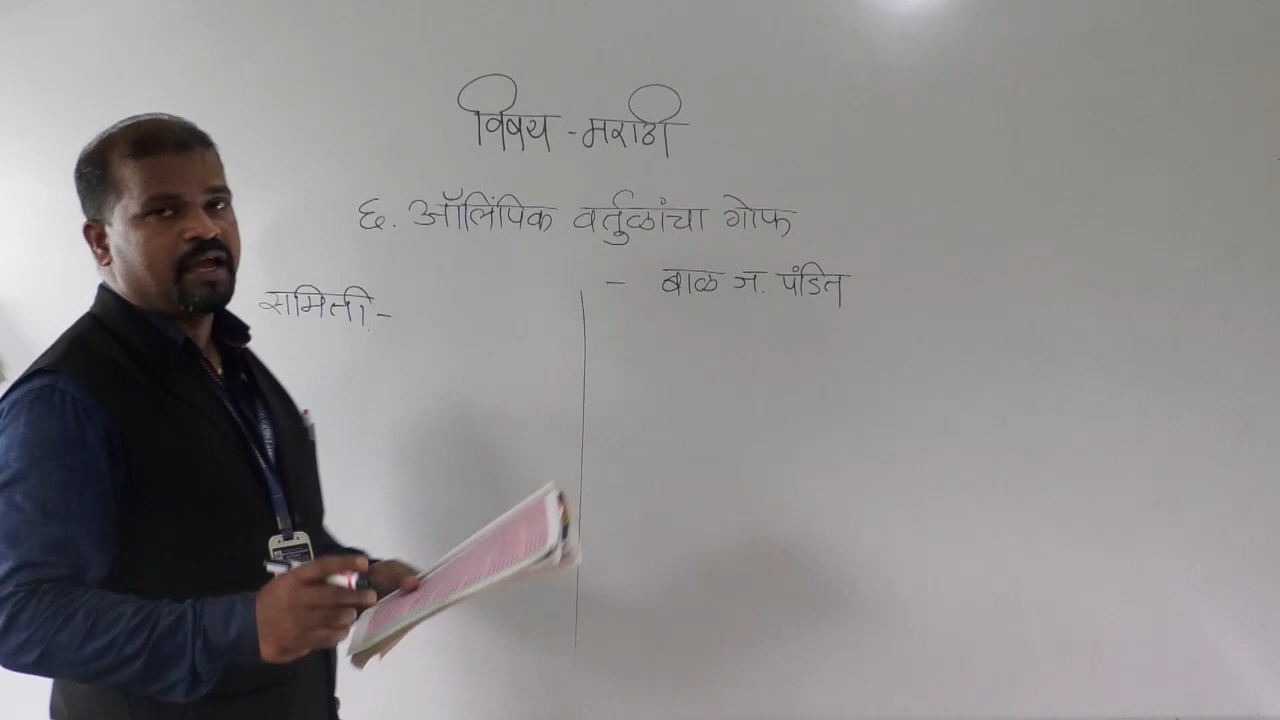 विषय - मराठी
६. ऑलिंपिक वर्तुळांचा गोफ
- बाळ ज. पंडित
समिती -